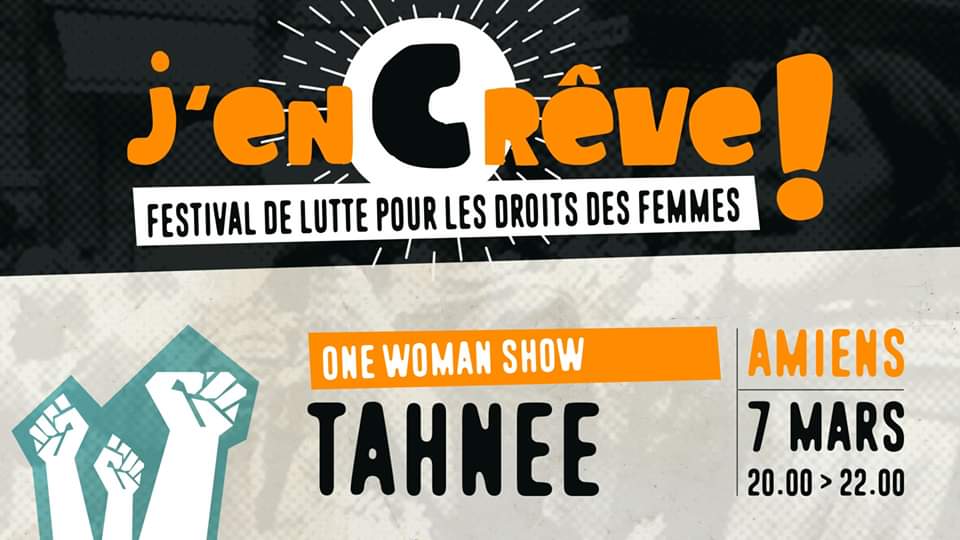 j'en Crêve !
FESTIVAL DE LUTTE POUR LES DROITS DES FEMMES
ONE WOMAN SHOW
TAHNEE
AMIENS
7 MARS
20.00 > 22.00